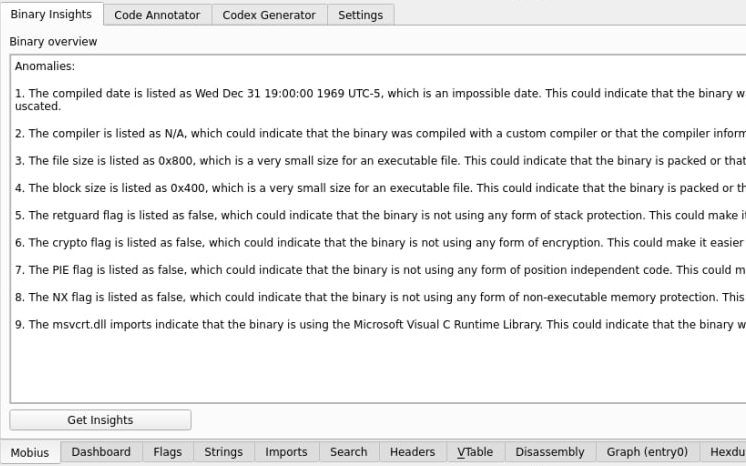 Binary Insights Code Annotator Codex Generator Settings
Binary overview
Anomalies:
1. The compiled date is listed as Wed Dec 31 19:00:00 1969 UTC-5, which is an impossible date. This could indicate that the binary w
uscated.
2. The compiler is listed as N/A, which could indicate that the binary was compiled with a custom compiler or that the compiler inform
3. The file size is listed as 0x800, which is a very small size for an executable file. This could indicate that the binary is packed or that
4. The block size is listed as 0x400, which is a very small size for an executable file. This could indicate that the binary is packed or th
5. The retguard flag is listed as false, which could indicate that the binary is not using any form of stack protection. This could make it
6. The crypto flag is listed as false, which could indicate that the binary is not using any form of encryption. This could make it easier
7. The PIE flag is listed as false, which could indicate that the binary is not using any form of position independent code. This could m
8. The NX flag is listed as false, which could indicate that the binary is not using any form of non-executable memory protection. This
9. The msvcrt.dll imports indicate that the binary is using the Microsoft Visual C Runtime Library. This could indicate that the binary w
Get Insights
Mobius Dashboard Flags Strings Imports Search Headers VTable Disassembly Graph (entry0) Hexdu